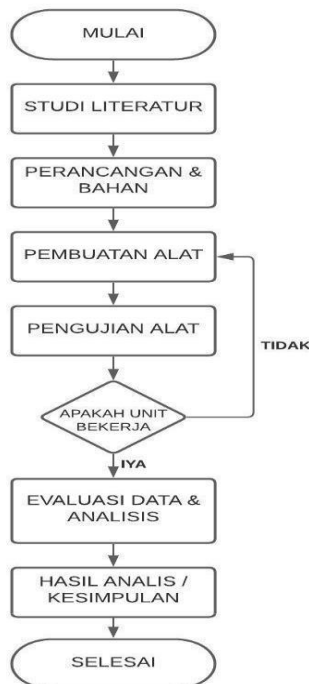 MULAI
STUDI LITERATUR
PERANCANGAN &
BAHAN
PEMBUATAN ALAT
PENGUJIAN ALAT
TIDAK
APAKAH UNIT
BEKERJA
IYA
EVALUASI DATA &
ANALISIS
HASIL ANALIS /
KESIMPULAN
SELESAI